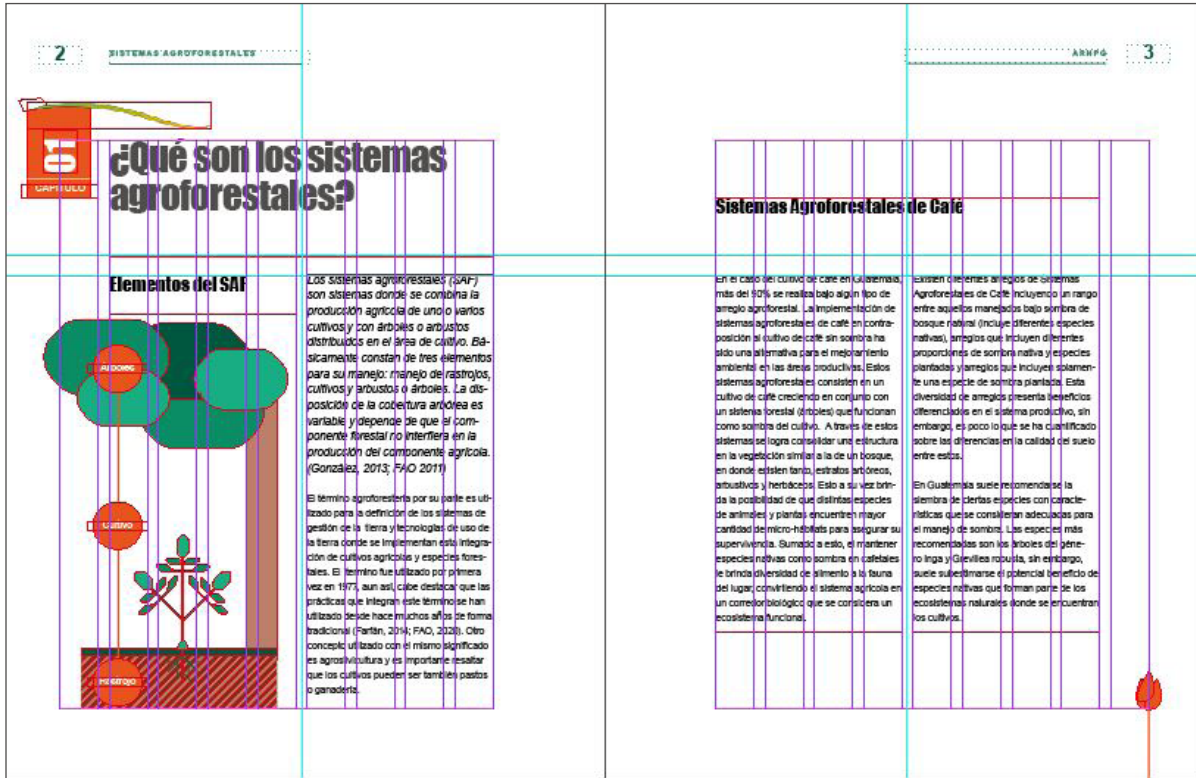 2
SISTEMAS AGROFORESTALES
ARNPG
3
01
CAPÍTULO
¿Qué son los sistemas
agroforestales?
Elementos del SAF
Árboles
Cultivo
Rastrojo
Los sistemas agroforestales (SAF)
son sistemas donde se combina la
producción agrícola de uno o varios
cultivos y con árboles o arbustos
distribuidos en el área de cultivo. Bá-
sicamente constan de tres elementos
para su manejo: manejo de rastrojos,
cultivos y arbustos o árboles. La dis-
posición de la cobertura arbórea es
variable y depende de que el com-
ponente forestal no interfiera en la
producción del componente agrícola.
(González, 2013; FAO 2011)
El término agroforestería por su parte es uti-
lizado para la definición de los sistemas de
gestión de la tierra y tecnologías de uso de
la tierra donde se implementan esta integra-
ción de cultivos agrícolas y especies fores-
tales. El término fue utilizado por primera
vez en 1977, aun así, cabe destacar que las
prácticas que integran este término se han
utilizado desde hace muchos años de forma
tradicional (Farfán, 2014; FAO, 2020). Otro
concepto utilizado con el mismo significado
es agrosilvicultura y es importante resaltar
que los cultivos pueden ser también pastos
o ganadería.
Sistemas Agroforestales de Café
En el caso del cultivo de café en Guatemala,
más del 90% se realiza bajo algún tipo de
arreglo agroforestal. La implementación de
sistemas agroforestales de café en contra-
posición al cultivo de café sin sombra ha
sido una alternativa para el mejoramiento
ambiental en las áreas productivas. Estos
sistemas agroforestales consisten en un
cultivo de café creciendo en conjunto con
un sistema forestal (árboles) que funcionan
como sombra del cultivo. A través de estos
sistemas se logra consolidar una estructura
en la vegetación similar a la de un bosque,
en donde existen tanto, estratos arbóreos,
arbustivos y herbáceos. Esto a su vez brin-
da la posibilidad de que distintas especies
de animales y plantas encuentren mayor
cantidad de micro-hábitats para asegurar su
supervivencia. Sumado a esto, el mantener
especies nativas como sombra en cafetales
le brinda diversidad de alimento a la fauna
del lugar, convirtiendo el sistema agrícola en
un corredor biológico que se considera un
ecosistema funcional.
Existen diferentes arreglos de Sistemas
Agroforestales de Café incluyendo un rango
entre aquellos manejados bajo sombra de
bosque natural (incluye diferentes especies
nativas), arreglos que incluyen diferentes
proporciones de sombra nativa y especies
plantadas y arreglos que incluyen solamen-
te una especie de sombra plantada. Esta
diversidad de arreglos presenta beneficios
diferenciados en el sistema productivo, sin
embargo, es poco lo que se ha cuantificado
sobre las diferencias en la calidad del suelo
entre estos.
En Guatemala suele recomendarse la
siembra de ciertas especies con caracte-
rísticas que se consideran adecuadas para
el manejo de sombra. Las especies más
recomendadas son los árboles del géne-
ro Inga y Grevillea robusta, sin embargo,
suele subestimarse el potencial beneficio de
especies nativas que forman parte de los
ecosistemas naturales donde se encuentran
los cultivos.